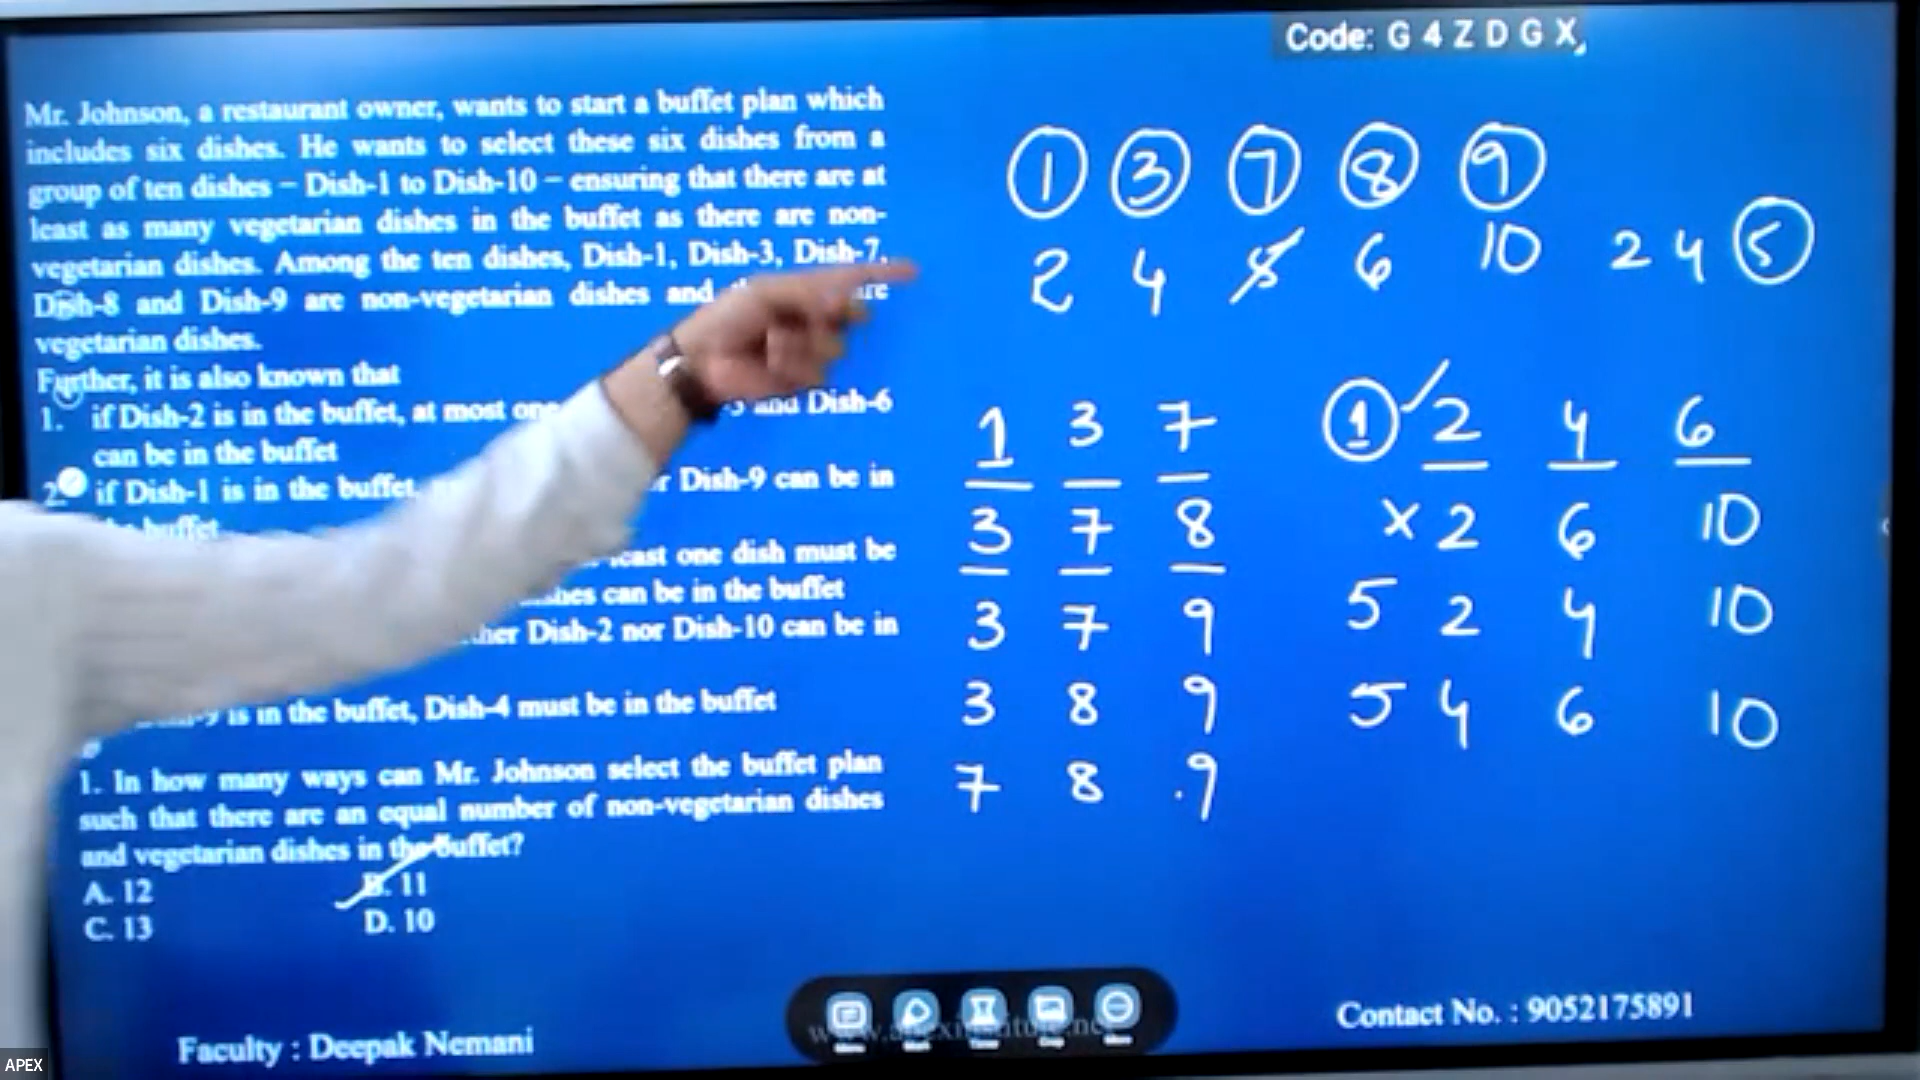 Code: G 4 Z D G X
Mr. Johnson, a restaurant owner, wants to start a buffet plan which
includes six dishes. He wants to select these six dishes from a
group of ten dishes – Dish-1 to Dish-10 – ensuring that there are at
least as many vegetarian dishes in the buffet as there are non-
vegetarian dishes. Among the ten dishes, Dish-1, Dish-3, Dish-7,
Dish-8 and Dish-9 are non-vegetarian dishes and are
vegetarian dishes.
Further, it is also known that
1. if Dish-2 is in the buffet, at most and Dish-6
can be in the buffet
2. if Dish-1 is in the buffet, Dish-9 can be in
buffet
one dish must be
can be in the buffet
Dish-2 nor Dish-10 can be in
is in the buffet, Dish-4 must be in the buffet
1. In how many ways can Mr. Johnson select the buffet plan
such that there are an equal number of non-vegetarian dishes
and vegetarian dishes in the buffet?
A. 12 B. 11
C. 13 D. 10
1 3 7 8 9
2 4 5 6 10 2 4 5
1 3 7 1 2 4 6
3 7 8 x 2 6 10
3 7 9 5 2 4 10
3 8 9 5 4 6 10
7 8 9
Faculty : Deepak Nemani
Contact No. : 9052175891
APEX